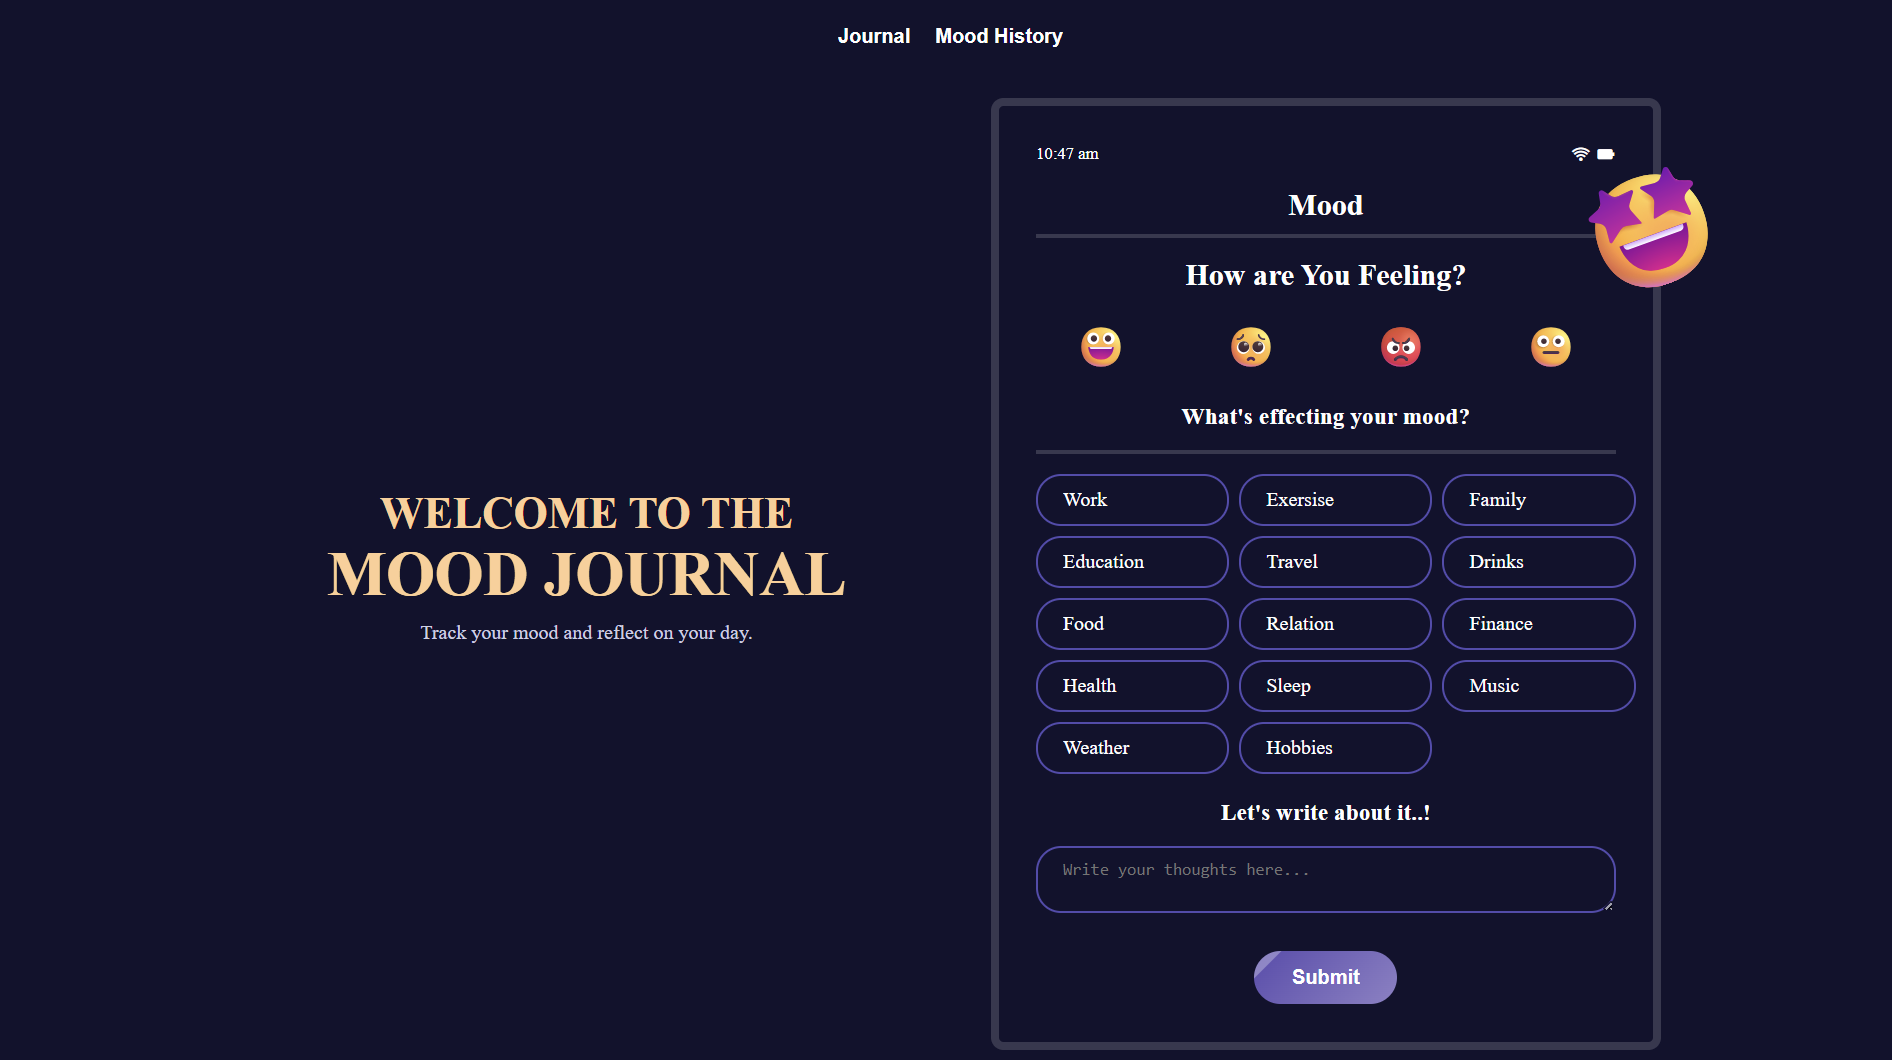 Journal Mood History
WELCOME TO THE
MOOD JOURNAL
Track your mood and reflect on your day.
10:47 am
Mood
How are You Feeling?
What's effecting your mood?
Work Exersise Family
Education Travel Drinks
Food Relation Finance
Health Sleep Music
Weather Hobbies
Let's write about it..!
Write your thoughts here...
Submit